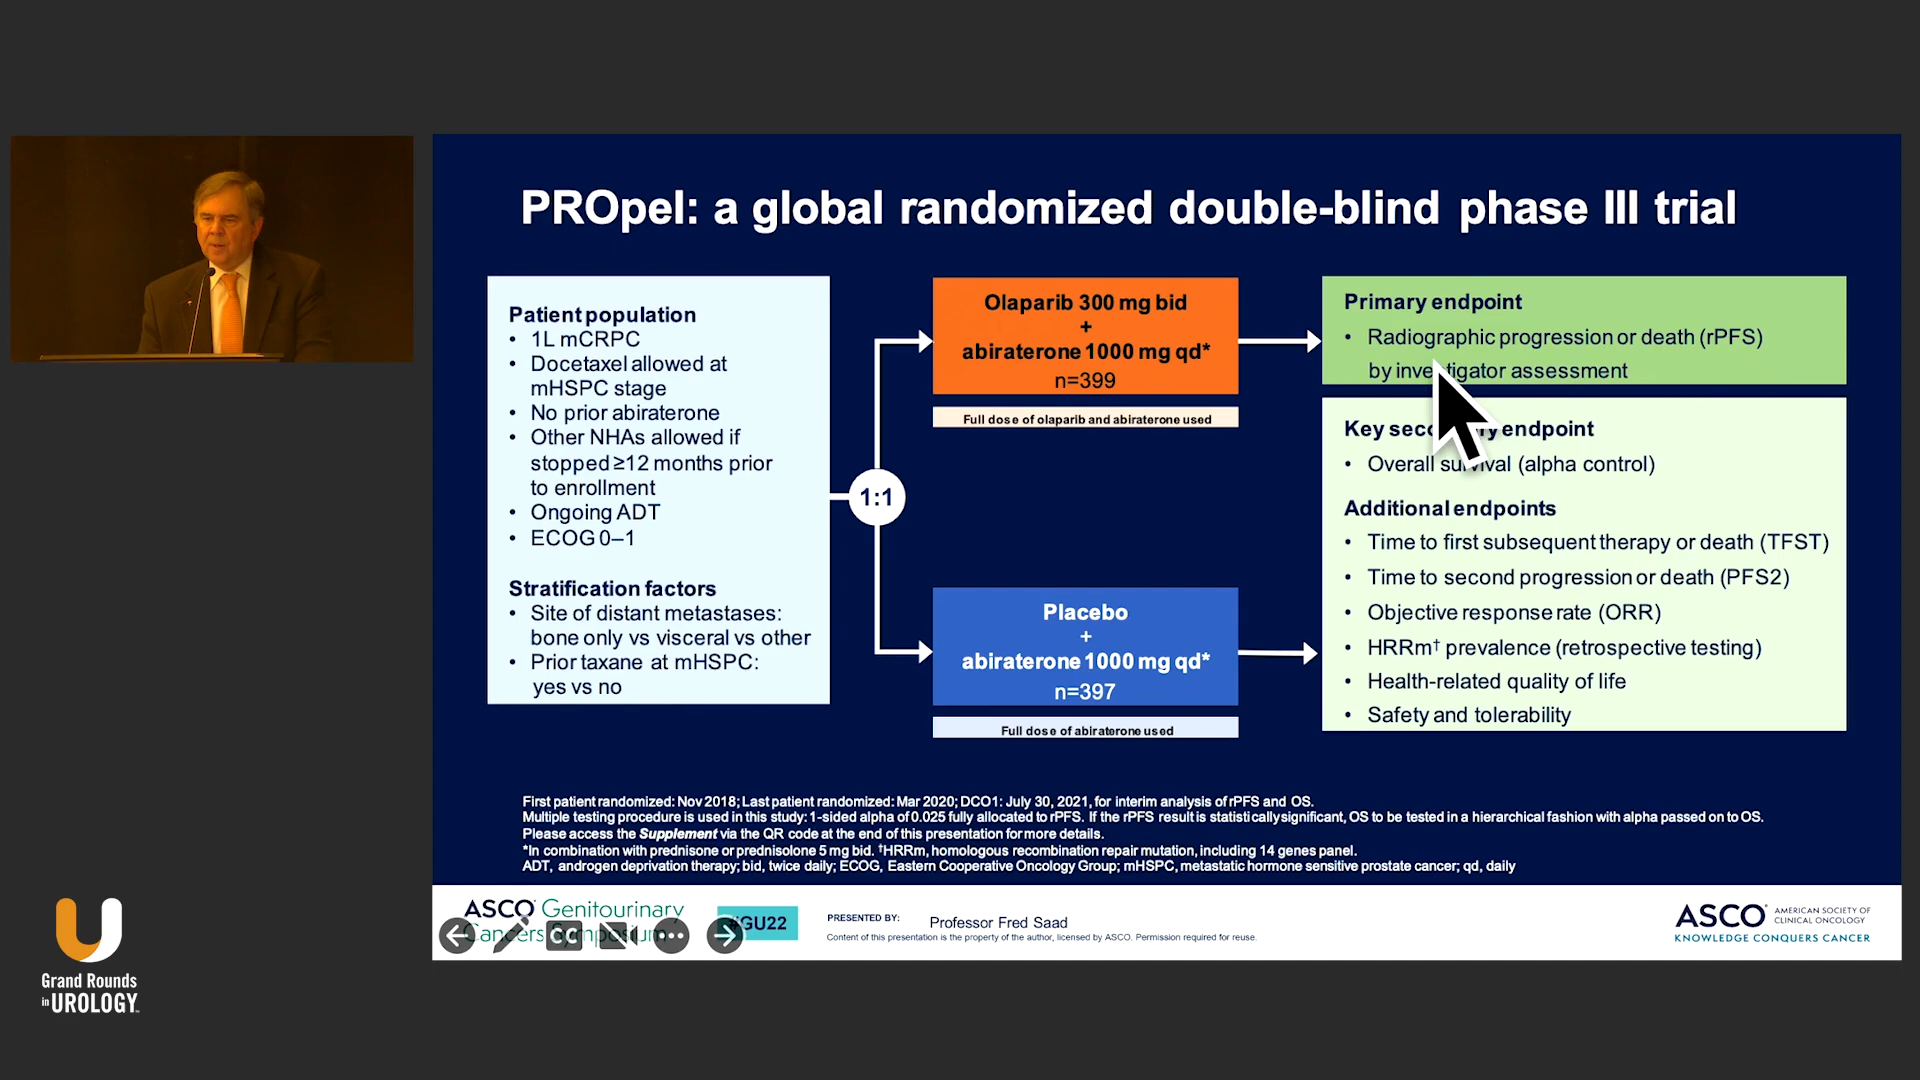 PROpel: a global randomized double-blind phase III trial
Patient population
• 1L mCRPC
• Docetaxel allowed at
mHSPC stage
• No prior abiraterone
• Other NHAs allowed if
stopped ≥12 months prior
to enrollment
• Ongoing ADT
• ECOG 0–1
Stratification factors
• Site of distant metastases:
bone only vs visceral vs other
• Prior taxane at mHSPC:
yes vs no
1:1
Olaparib 300 mg bid
+
abiraterone 1000 mg qd*
n=399
Full dose of olaparib and abiraterone used
Placebo
+
abiraterone 1000 mg qd*
n=397
Full dose of abiraterone used
Primary endpoint
• Radiographic progression or death (rPFS)
by investigator assessment
Key secondary endpoint
• Overall survival (alpha control)
Additional endpoints
• Time to first subsequent therapy or death (TFST)
• Time to second progression or death (PFS2)
• Objective response rate (ORR)
• HRRm† prevalence (retrospective testing)
• Health-related quality of life
• Safety and tolerability
First patient randomized: Nov 2018; Last patient randomized: Mar 2020; DCO1: July 30, 2021, for interim analysis of rPFS and OS.
Multiple testing procedure is used in this study: 1-sided alpha of 0.025 fully allocated to rPFS. If the rPFS result is statistically significant, OS to be tested in a hierarchical fashion with alpha passed on to OS.
Please access the Supplement via the QR code at the end of this presentation for more details.
*In combination with prednisone or prednisolone 5 mg bid. †HRRm, homologous recombination repair mutation, including 14 genes panel.
ADT, androgen deprivation therapy; bid, twice daily; ECOG, Eastern Cooperative Oncology Group; mHSPC, metastatic hormone sensitive prostate cancer; qd, daily
ASCO Genitourinary
Cancers Symposium
CC
#GU22
PRESENTED BY: Professor Fred Saad
Content of this presentation is the property of the author, licensed by ASCO. Permission required for reuse.
ASCO AMERICAN SOCIETY OF
CLINICAL ONCOLOGY
KNOWLEDGE CONQUERS CANCER
Grand Rounds
in UROLOGY